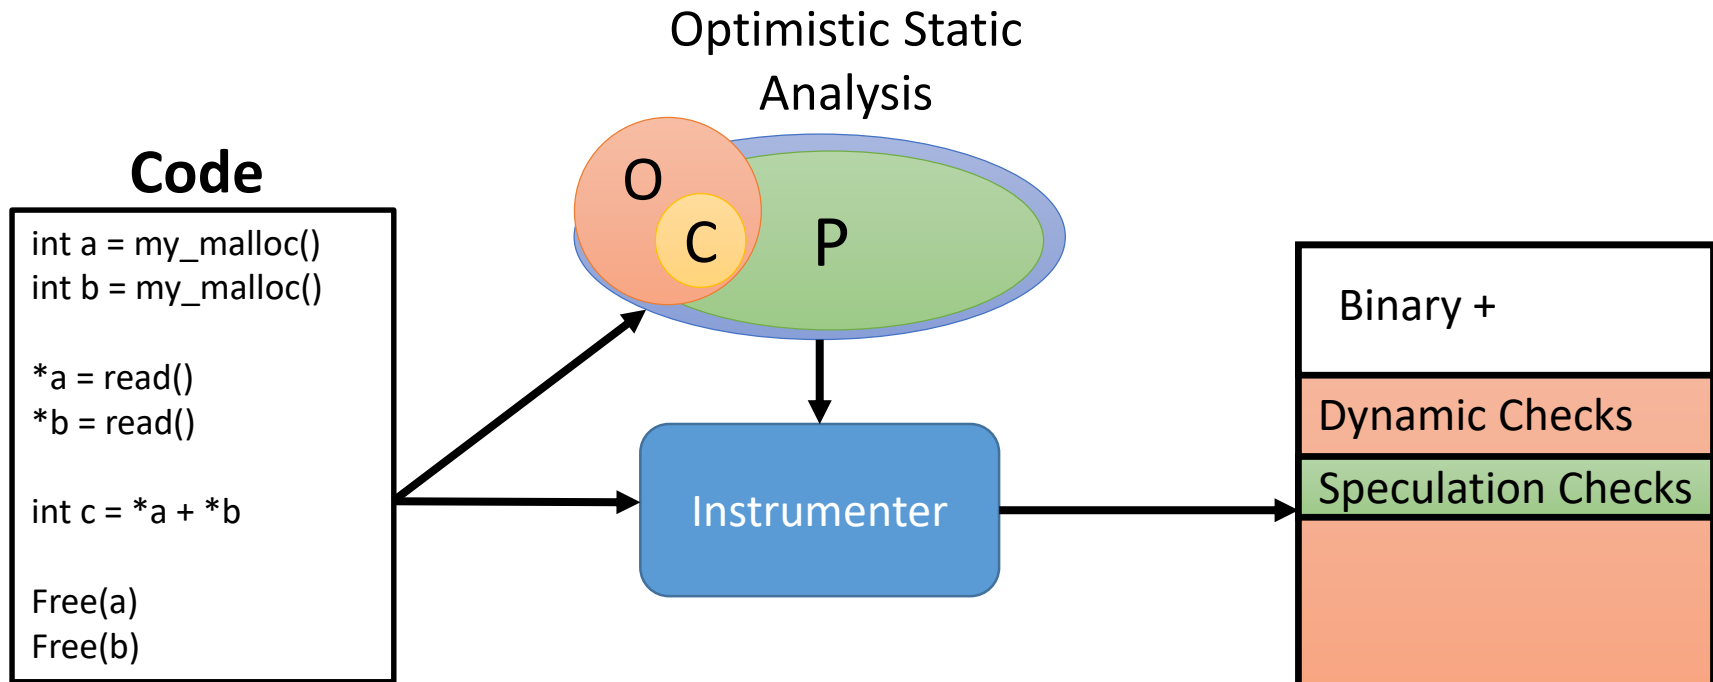 Optimistic Static
Analysis
Code
int a = my_malloc()
int b = my_malloc()
*a = read()
*b = read()
int c = *a + *b
Free(a)
Free(b)
O
C
P
Instrumenter
Binary +
Dynamic Checks
Speculation Checks